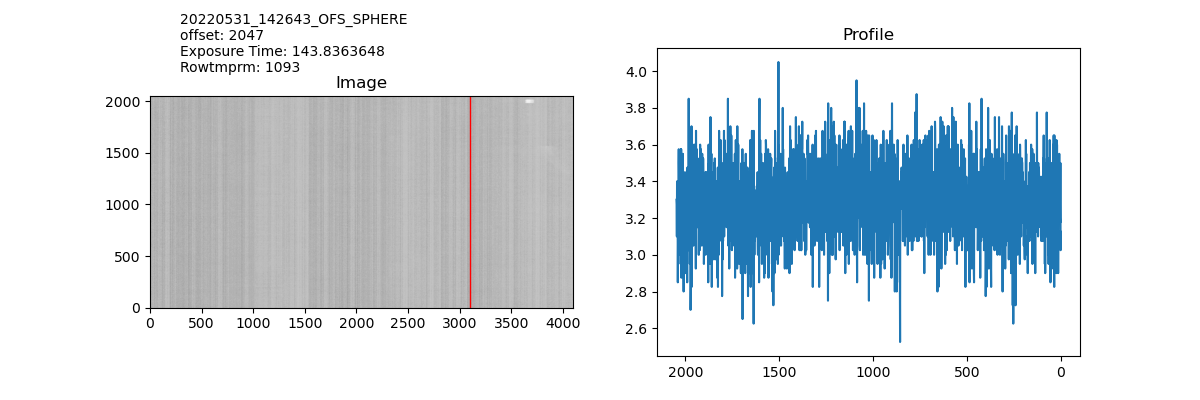 20220531_142643_OFS_SPHERE
offset: 2047
Exposure Time: 143.8363648
Rowtmprm: 1093
Image
2000
1500
1000
500
0
0 500 1000 1500 2000 2500 3000 3500 4000
Profile
4.0
3.8
3.6
3.4
3.2
3.0
2.8
2.6
2000 1500 1000 500 0